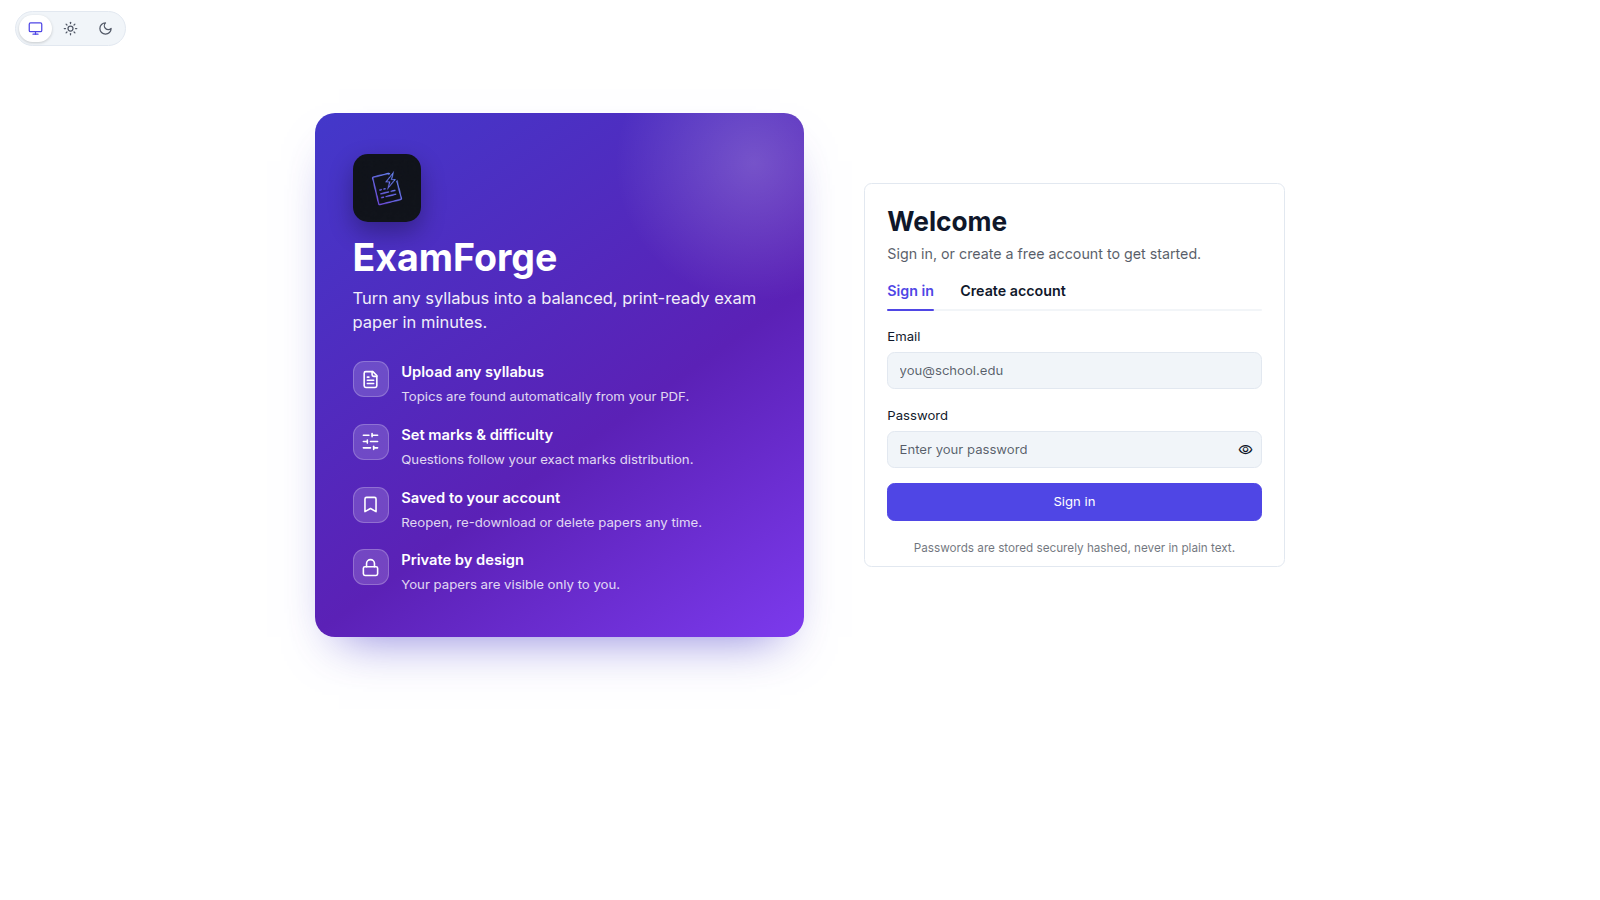 ExamForge
Turn any syllabus into a balanced, print-ready exam
paper in minutes.
Upload any syllabus
Topics are found automatically from your PDF.
Set marks & difficulty
Questions follow your exact marks distribution.
Saved to your account
Reopen, re-download or delete papers any time.
Private by design
Your papers are visible only to you.
Welcome
Sign in, or create a free account to get started.
Sign in Create account
Email
you@school.edu
Password
Enter your password
Sign in
Passwords are stored securely hashed, never in plain text.